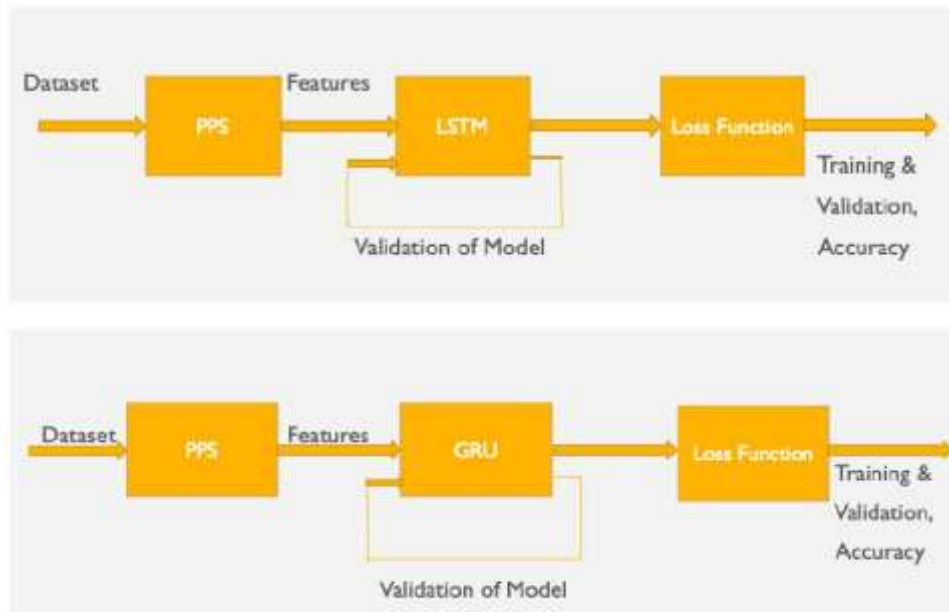 Dataset
PPS
Features
LSTM
Loss Function
Training &
Validation,
Accuracy
Validation of Model
Dataset
PPS
Features
GRU
Loss Function
Training &
Validation,
Accuracy
Validation of Model